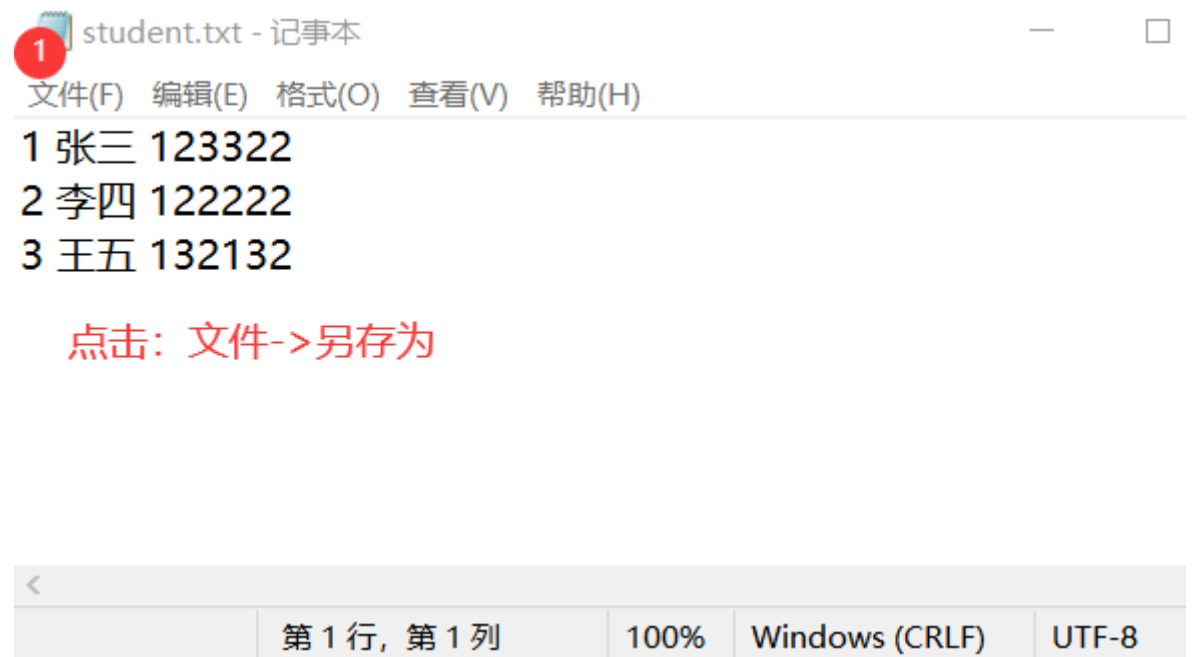 1
student.txt - 记事本
文件(F) 编辑(E) 格式(O) 查看(V) 帮助(H)
1 张三 123322
2 李四 122222
3 王五 132132
点击：文件->另存为
第 1 行，第 1 列 100% Windows (CRLF) UTF-8